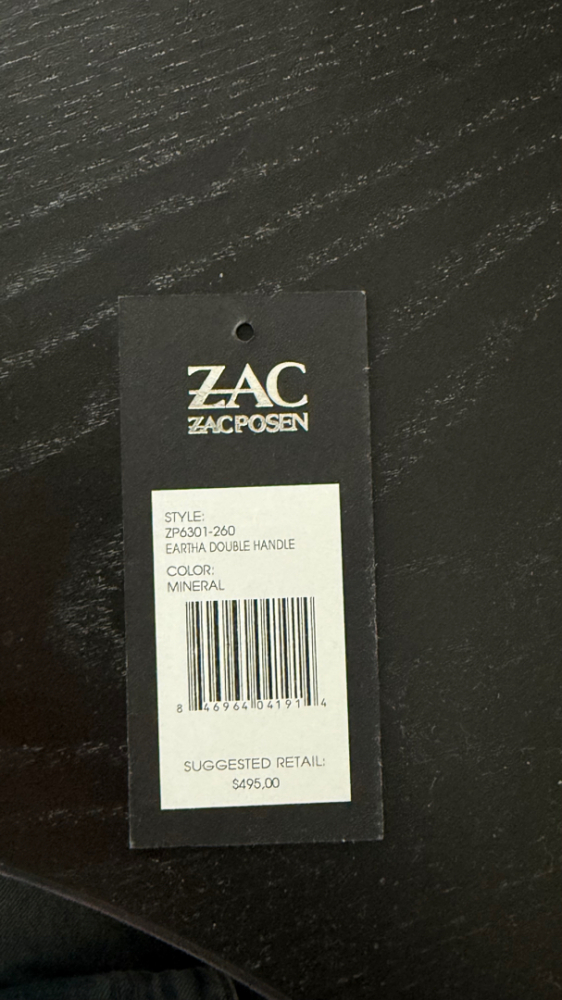 ZAC
ZAC POSEN
STYLE:
ZP6301-260
EARTHA DOUBLE HANDLE
COLOR:
MINERAL
8 46964 04191 4
SUGGESTED RETAIL:
$495.00